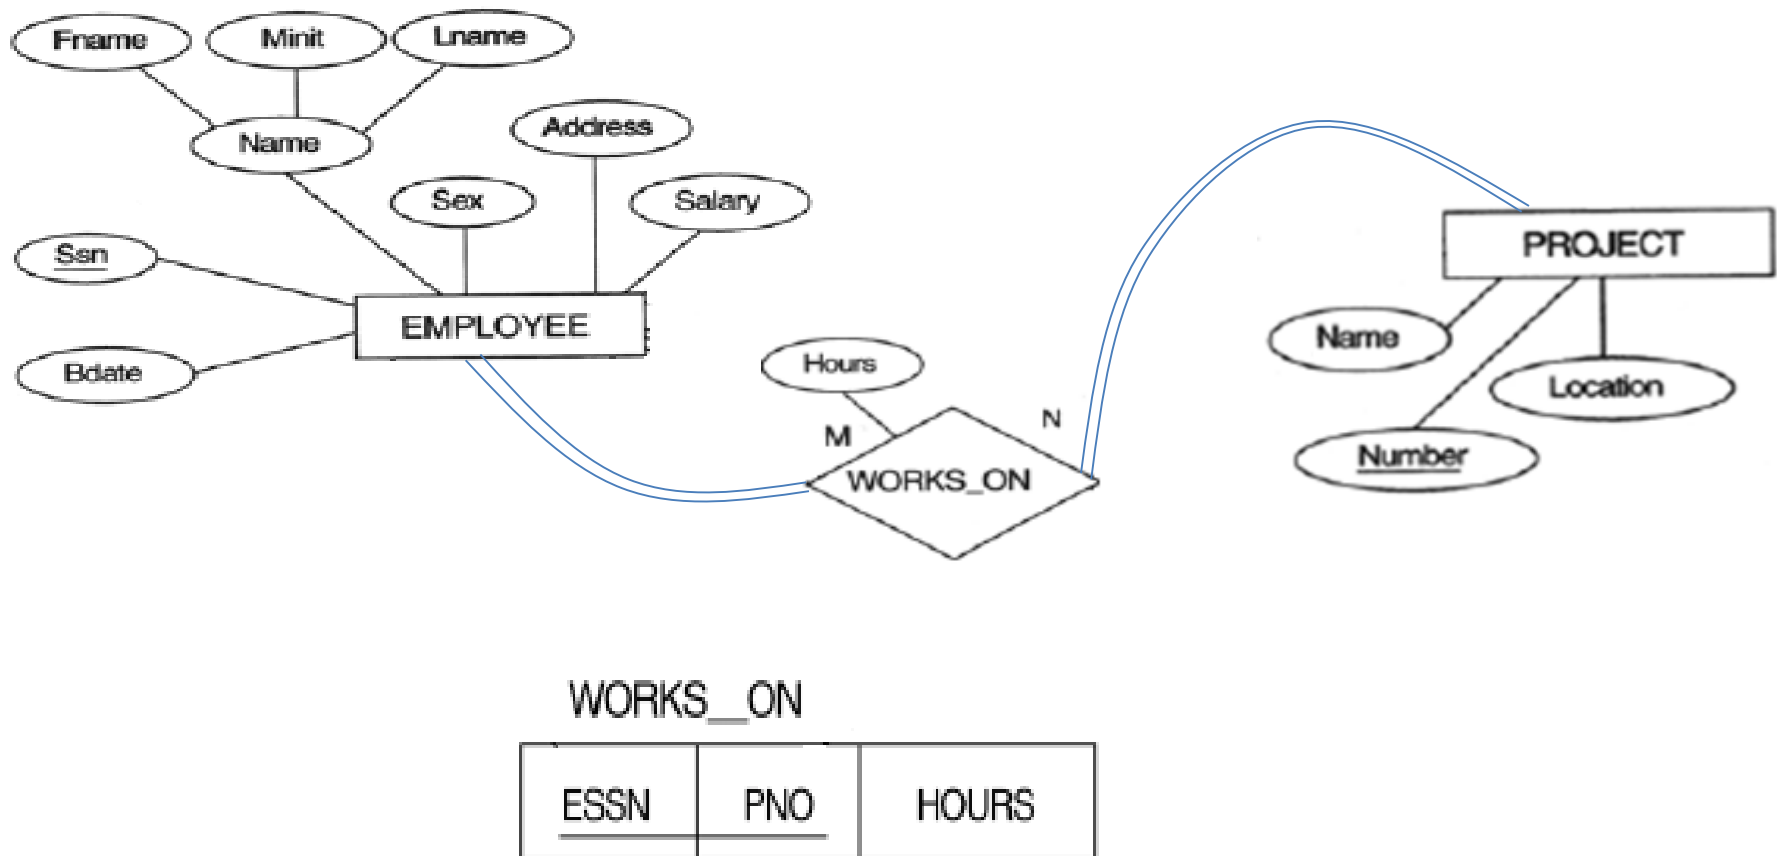 Fname
Minit
Lname
Name
Address
Sex
Salary
Ssn
Bdate
EMPLOYEE
PROJECT
Name
Location
Number
Hours
M
N
WORKS_ON
WORKS_ON
ESSN PNO HOURS